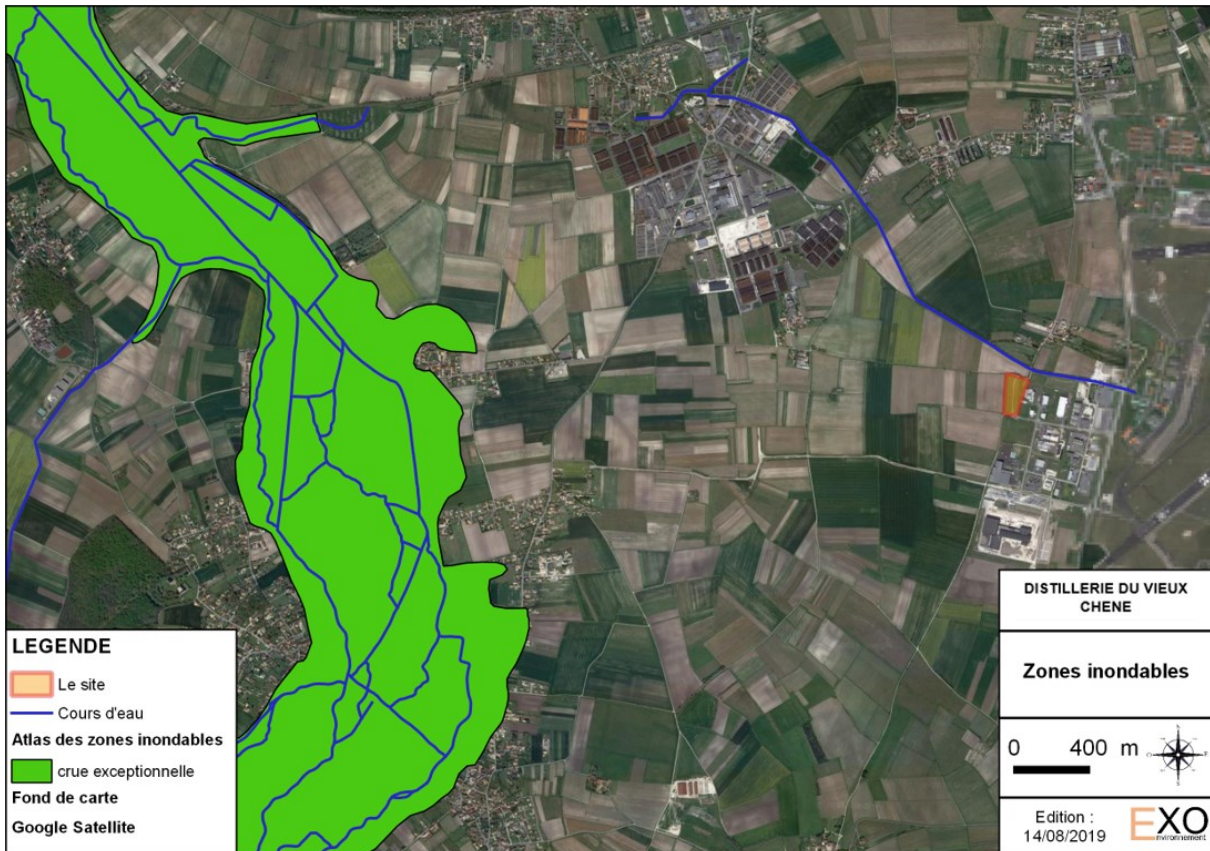 LEGENDE
Le site
Cours d'eau
Atlas des zones inondables
crue exceptionnelle
Fond de carte
Google Satellite
DISTILLERIE DU VIEUX
CHENE
Zones inondables
0 400 m
Edition :
14/08/2019
EXO
nvironnement